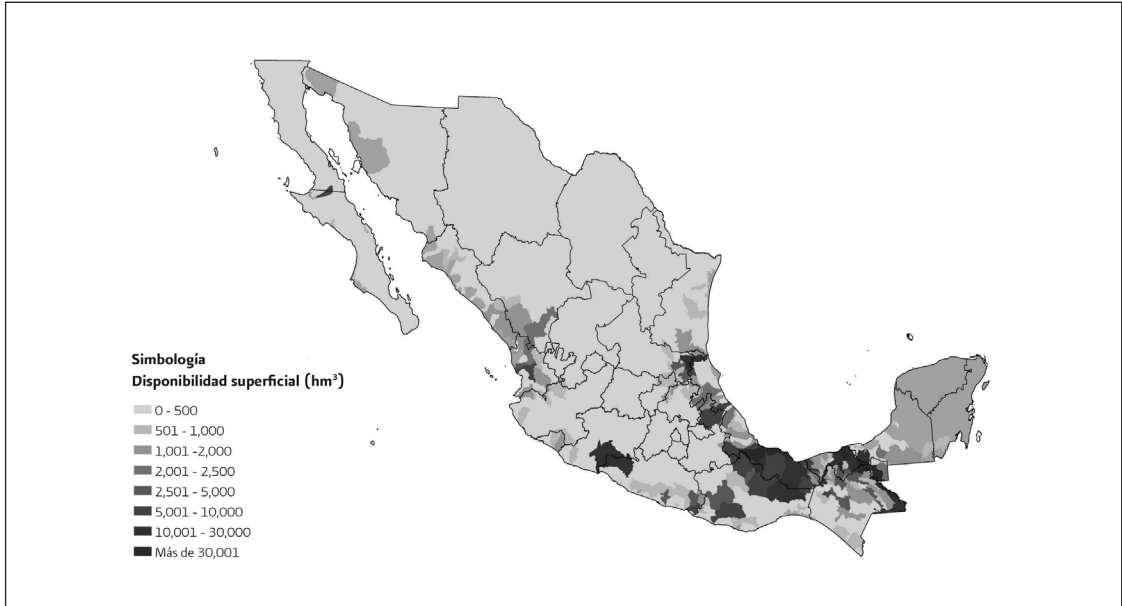 Simbología
Disponibilidad superficial (hm³)
0 - 500
501 - 1,000
1,001 -2,000
2,001 - 2,500
2,501 - 5,000
5,001 - 10,000
10,001 - 30,000
Más de 30,001